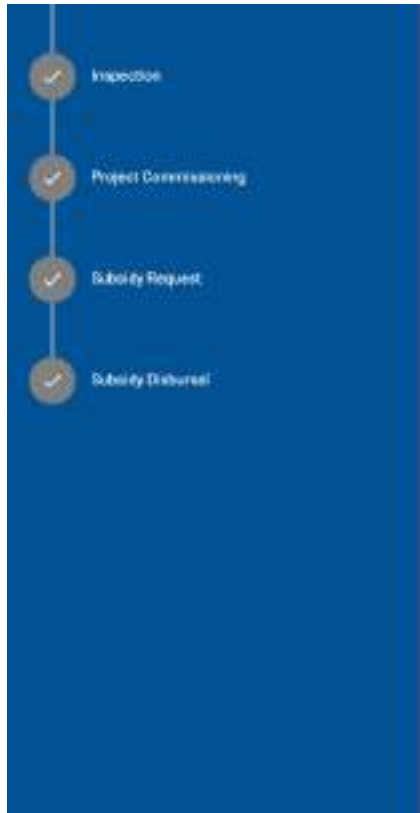 Inspection
Project Commissioning
Subsidy Request
Subsidy Disbursal